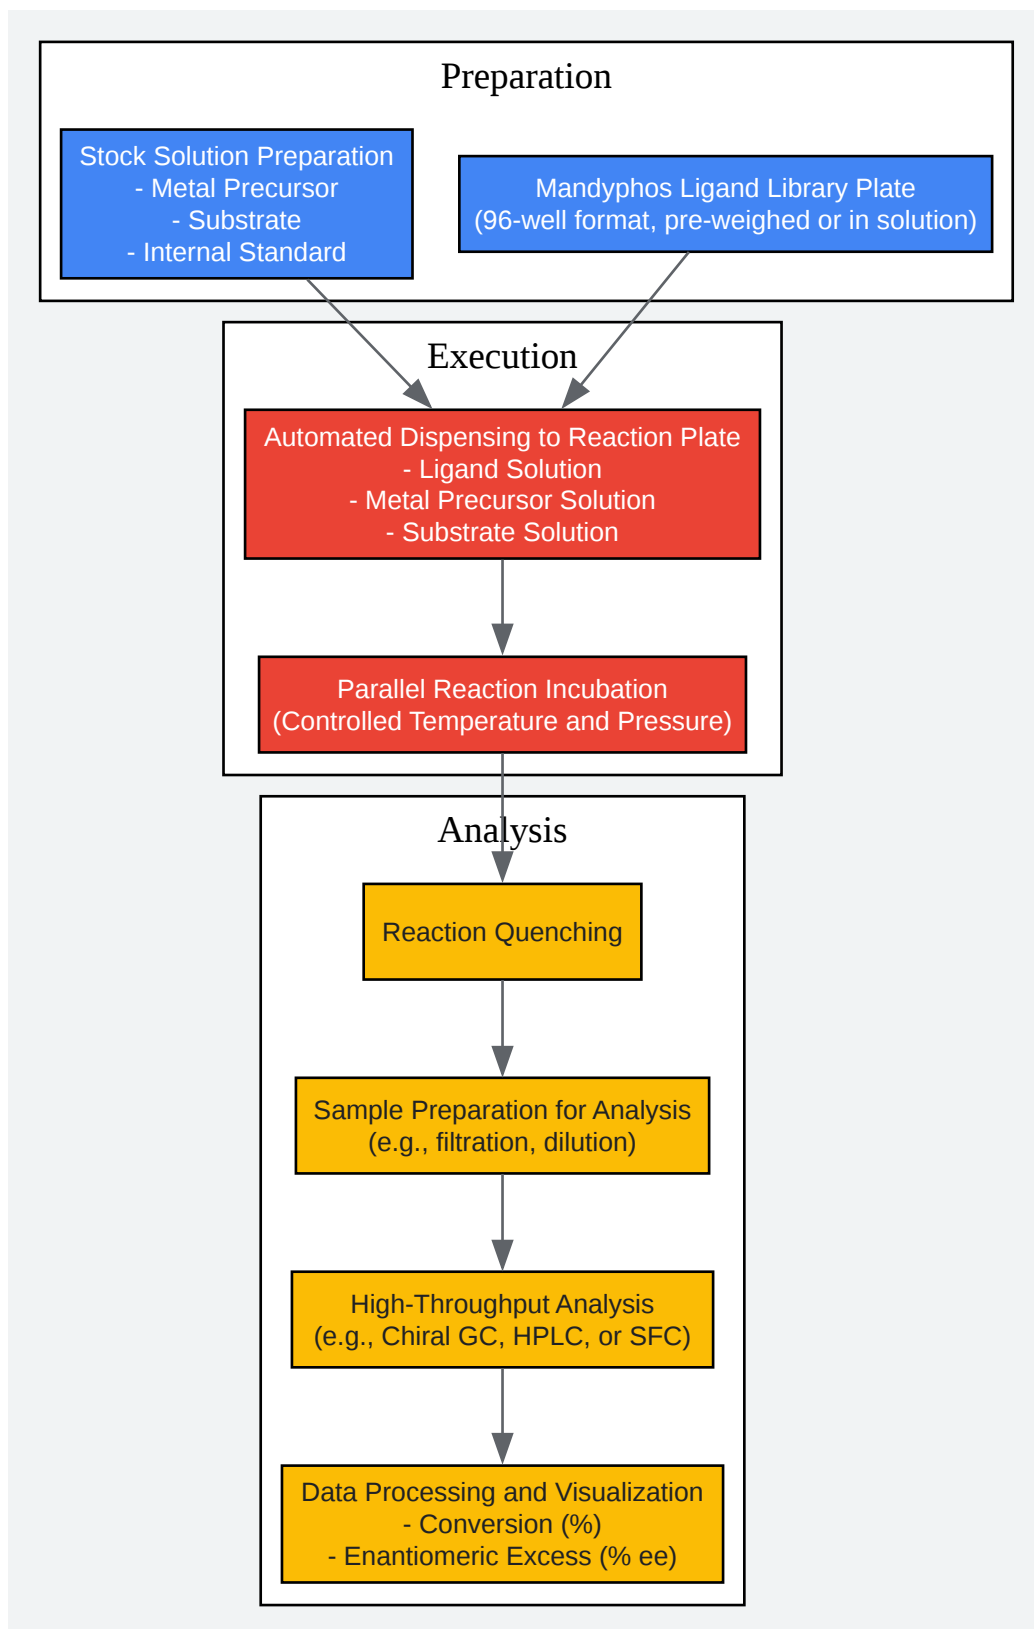 Preparation
Stock Solution Preparation
- Metal Precursor
- Substrate
- Internal Standard
Mandyphos Ligand Library Plate
(96-well format, pre-weighed or in solution)
Execution
Automated Dispensing to Reaction Plate
- Ligand Solution
- Metal Precursor Solution
- Substrate Solution
Parallel Reaction Incubation
(Controlled Temperature and Pressure)
Analysis
Reaction Quenching
Sample Preparation for Analysis
(e.g., filtration, dilution)
High-Throughput Analysis
(e.g., Chiral GC, HPLC, or SFC)
Data Processing and Visualization
- Conversion (%)
- Enantiomeric Excess (% ee)